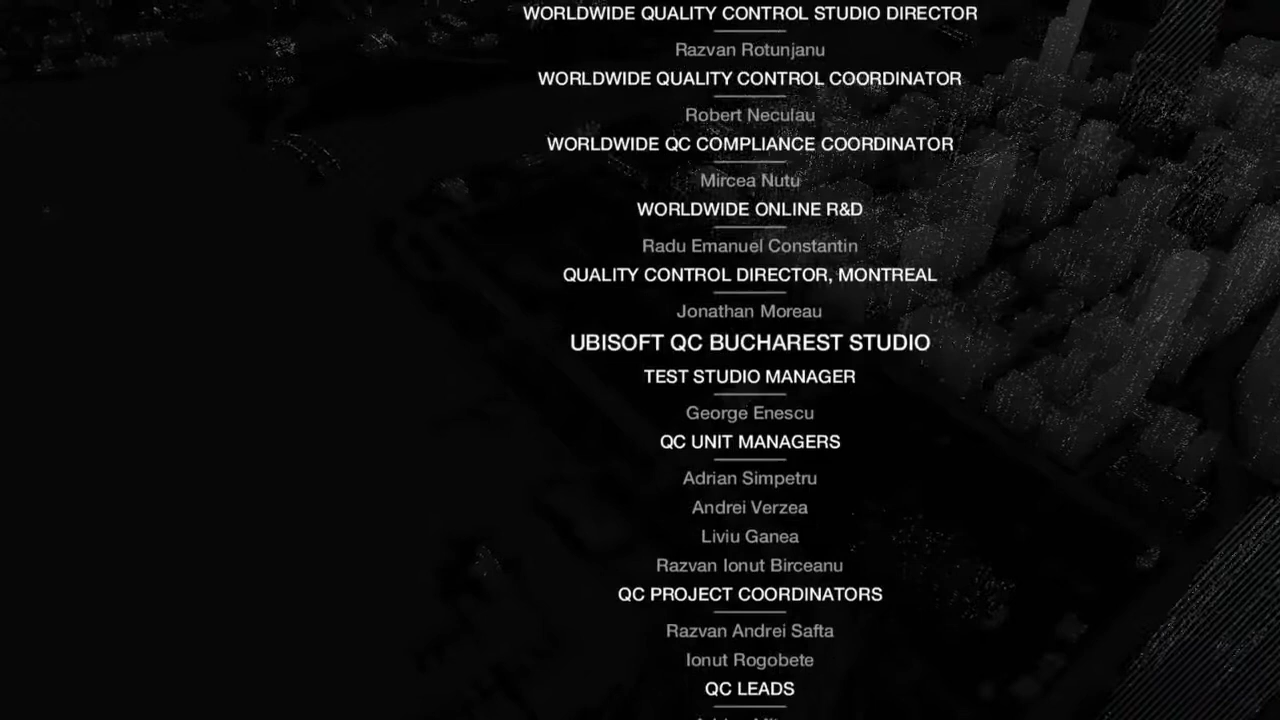 WORLDWIDE QUALITY CONTROL STUDIO DIRECTOR
Razvan Rotunjanu
WORLDWIDE QUALITY CONTROL COORDINATOR
Robert Neculau
WORLDWIDE QC COMPLIANCE COORDINATOR
Mircea Nutu
WORLDWIDE ONLINE R&D
Radu Emanuel Constantin
QUALITY CONTROL DIRECTOR, MONTREAL
Jonathan Moreau
UBISOFT QC BUCHAREST STUDIO
TEST STUDIO MANAGER
George Enescu
QC UNIT MANAGERS
Adrian Simpetru
Andrei Verzea
Liviu Ganea
Razvan Ionut Birceanu
QC PROJECT COORDINATORS
Razvan Andrei Safta
Ionut Rogobete
QC LEADS